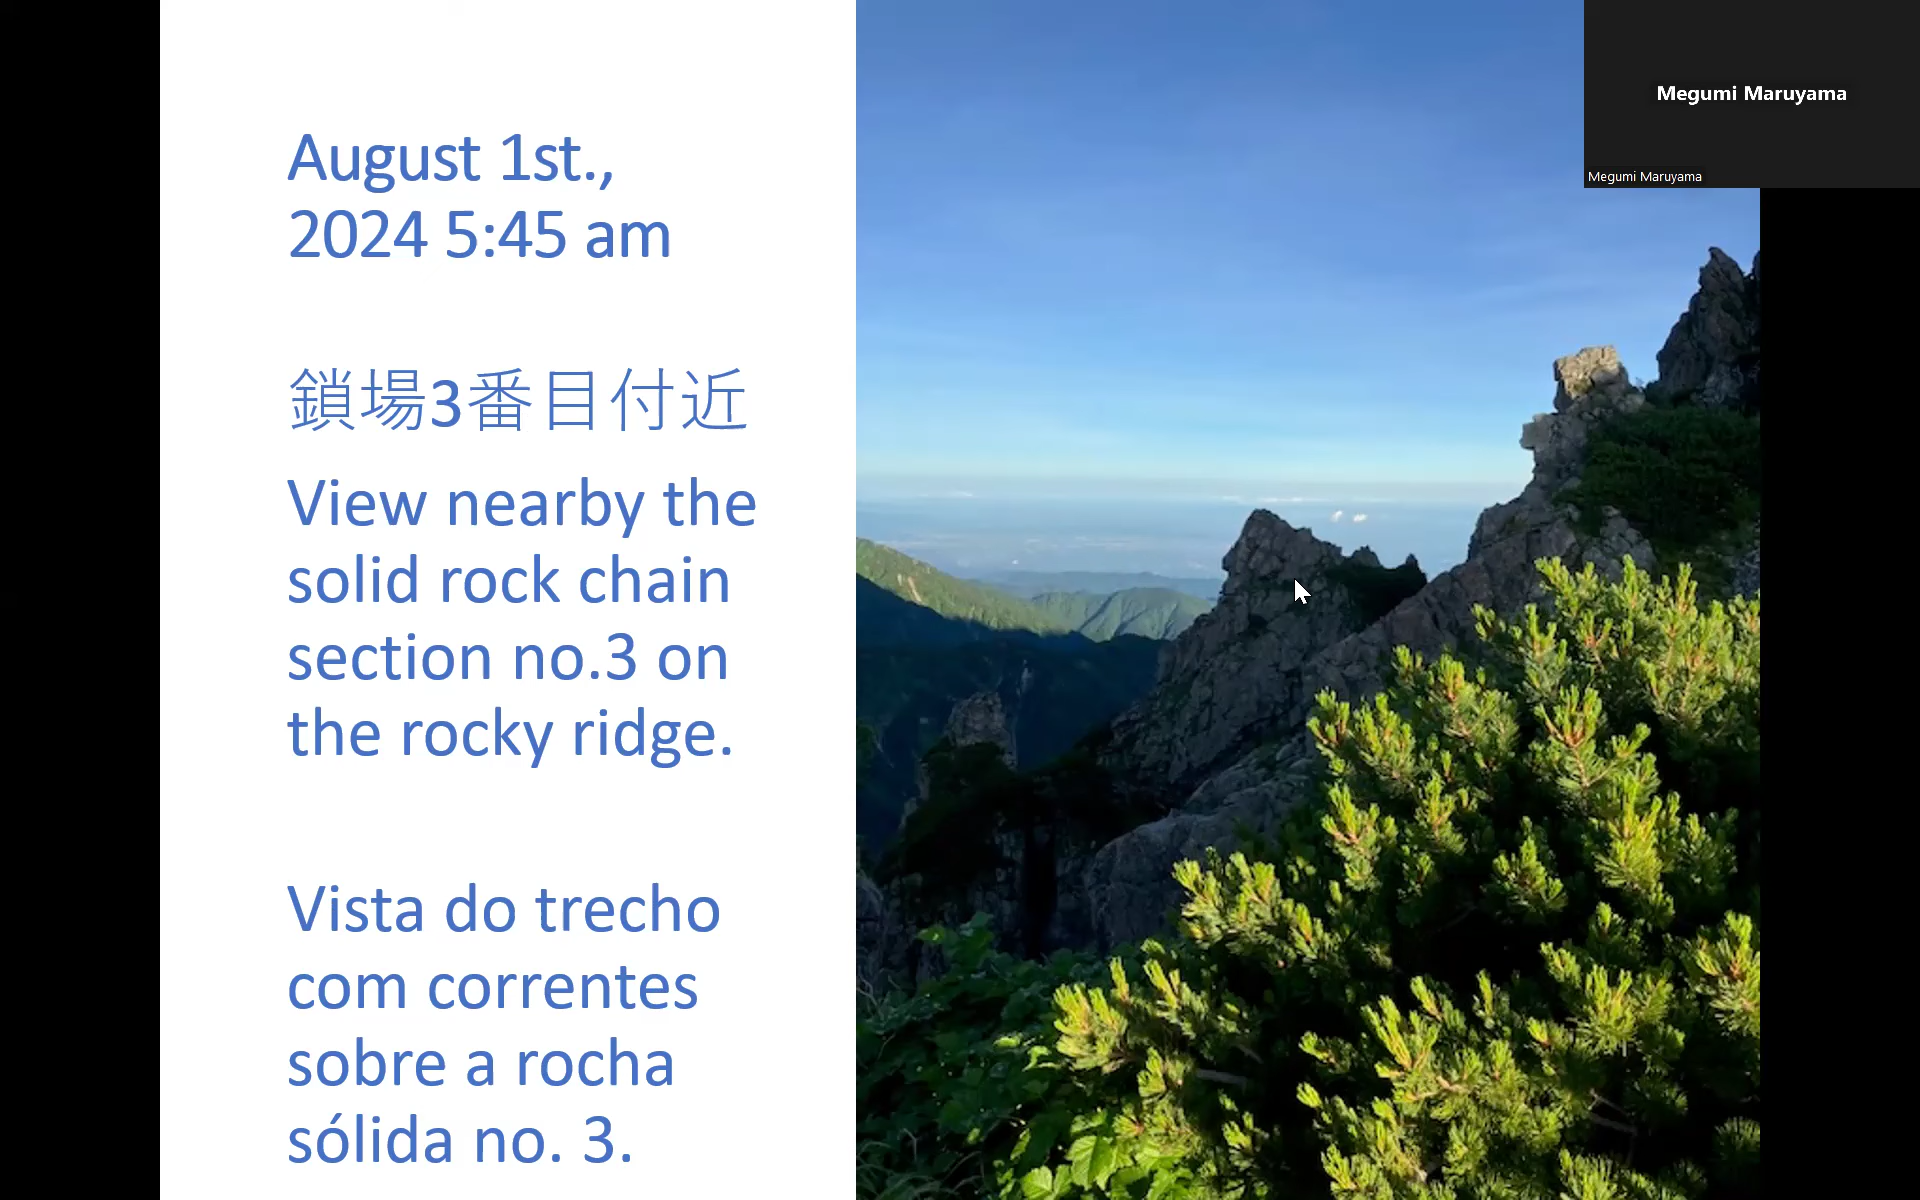 August 1st.,
2024 5:45 am
鎖場3番目付近
View nearby the
solid rock chain
section no.3 on
the rocky ridge.
Vista do trecho
com correntes
sobre a rocha
sólida no. 3.
Megumi Maruyama
Megumi Maruyama